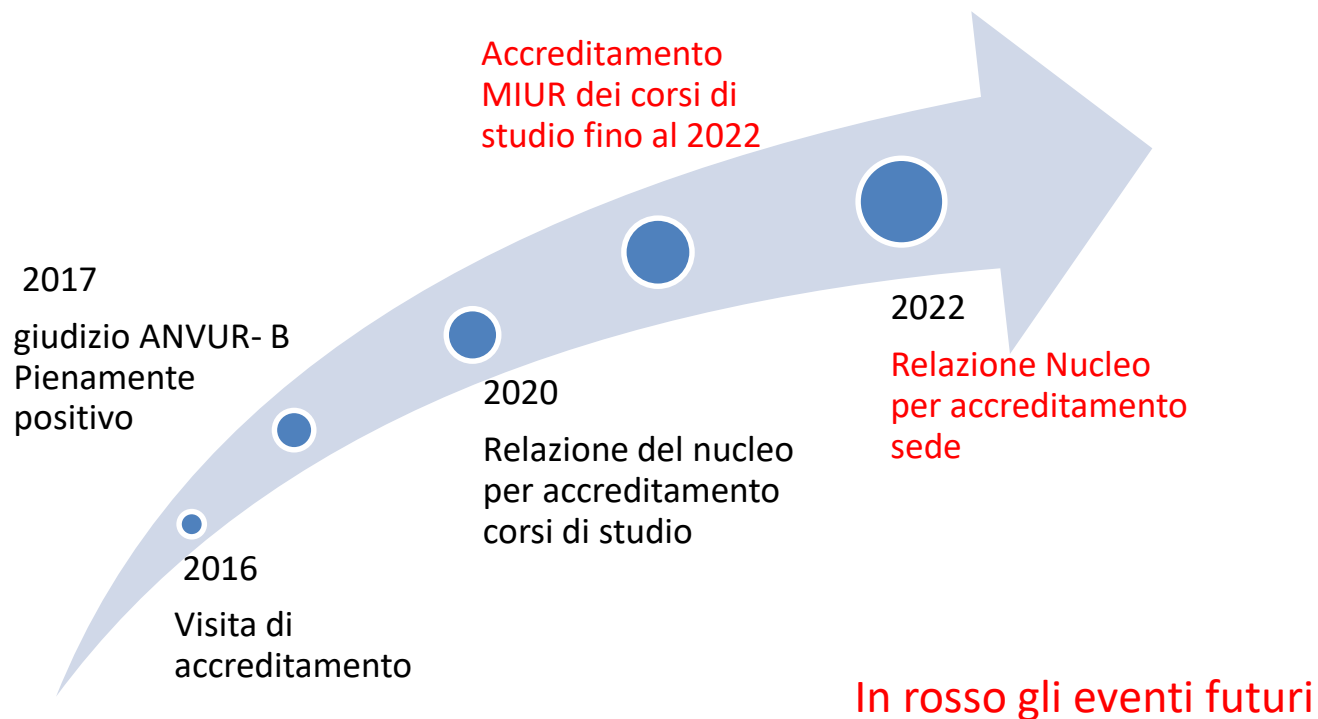 Accreditamento
MIUR dei corsi di
studio fino al 2022
2017
giudizio ANVUR- B
Pienamente
positivo
2022
Relazione Nucleo
per accreditamento
sede
2020
Relazione del nucleo
per accreditamento
corsi di studio
2016
Visita di
accreditamento
In rosso gli eventi futuri